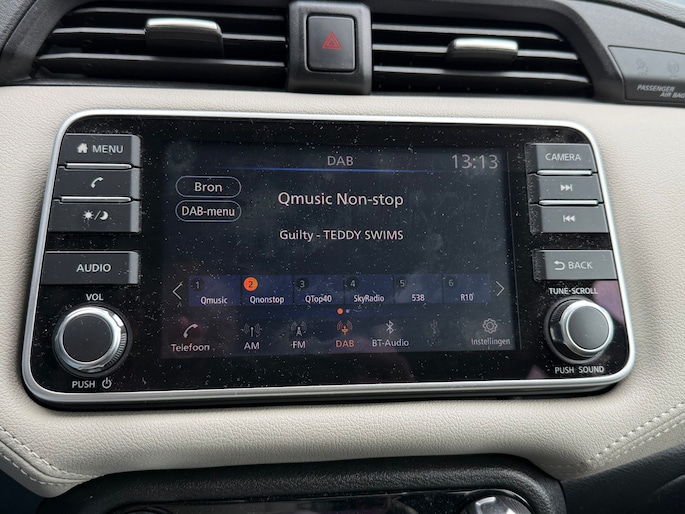 PASSENGER
AIR BAG
MENU
AUDIO
VOL
PUSH
DAB
13:13
Bron
DAB-menu
Qmusic Non-stop
Guilty - TEDDY SWIMS
1 2 3 4 5 6
Qmusic Qnonstop QTop40 SkyRadio 538 R10
Telefoon AM FM DAB BT-Audio Instellingen
CAMERA
BACK
TUNE-SCROLL
PUSH SOUND